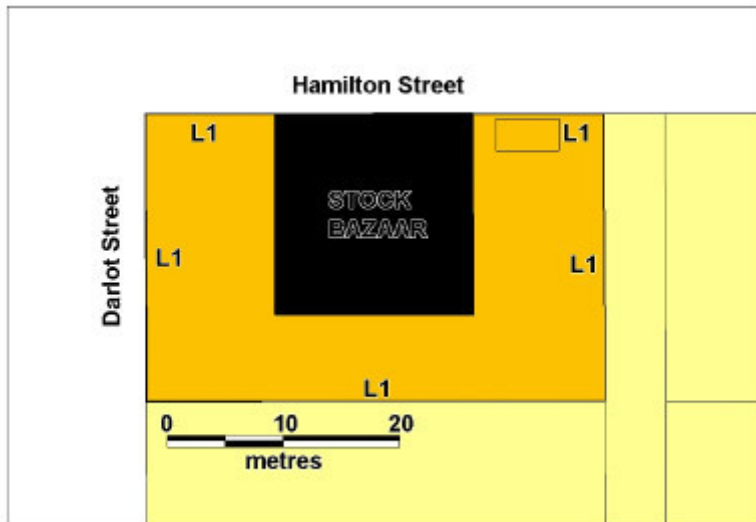 Hamilton Street
L1
L1
STOCK
BAZAAR
Darlot Street
L1
L1
L1
0 10 20
metres